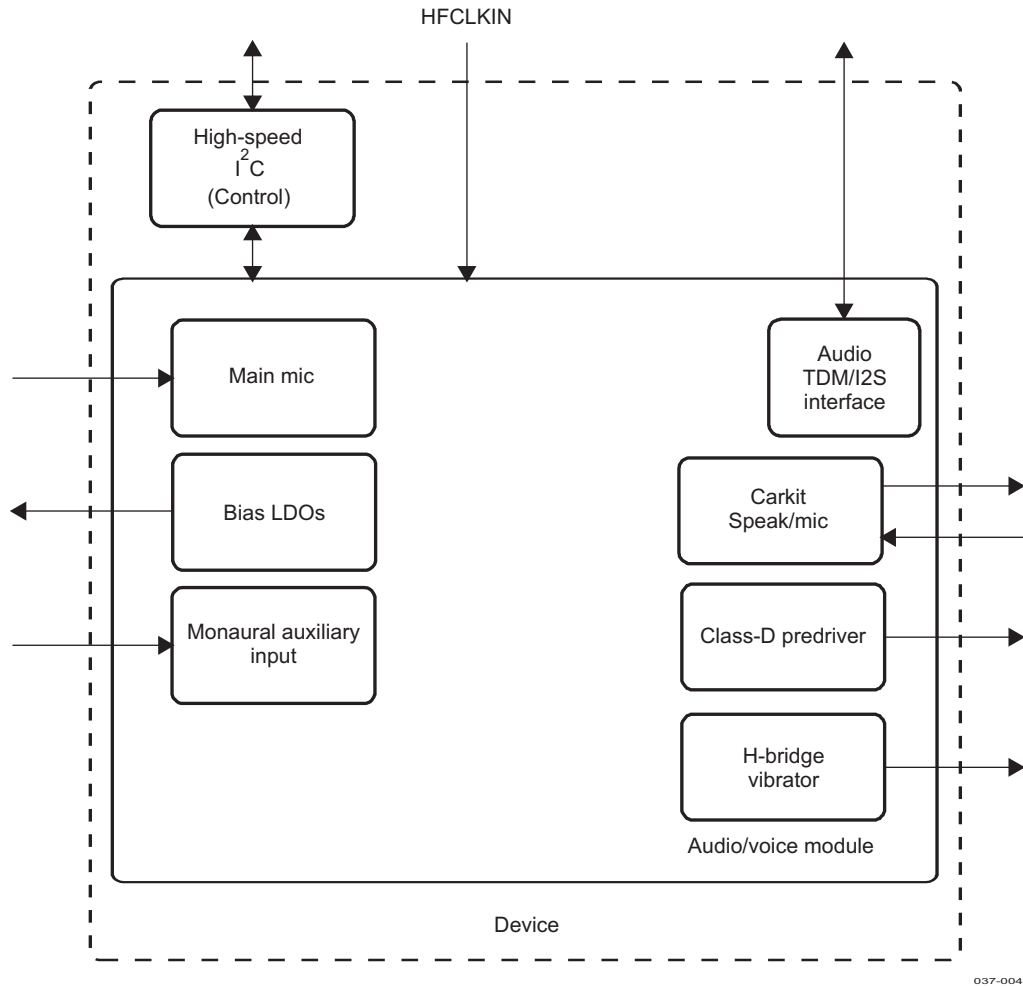 HFCLKIN
High-speed
I²C
(Control)
Main mic
Audio
TDM/I2S
interface
Bias LDOs
Carkit
Speak/mic
Monaural auxiliary
input
Class-D predriver
H-bridge
vibrator
Audio/voice module
Device
037-004